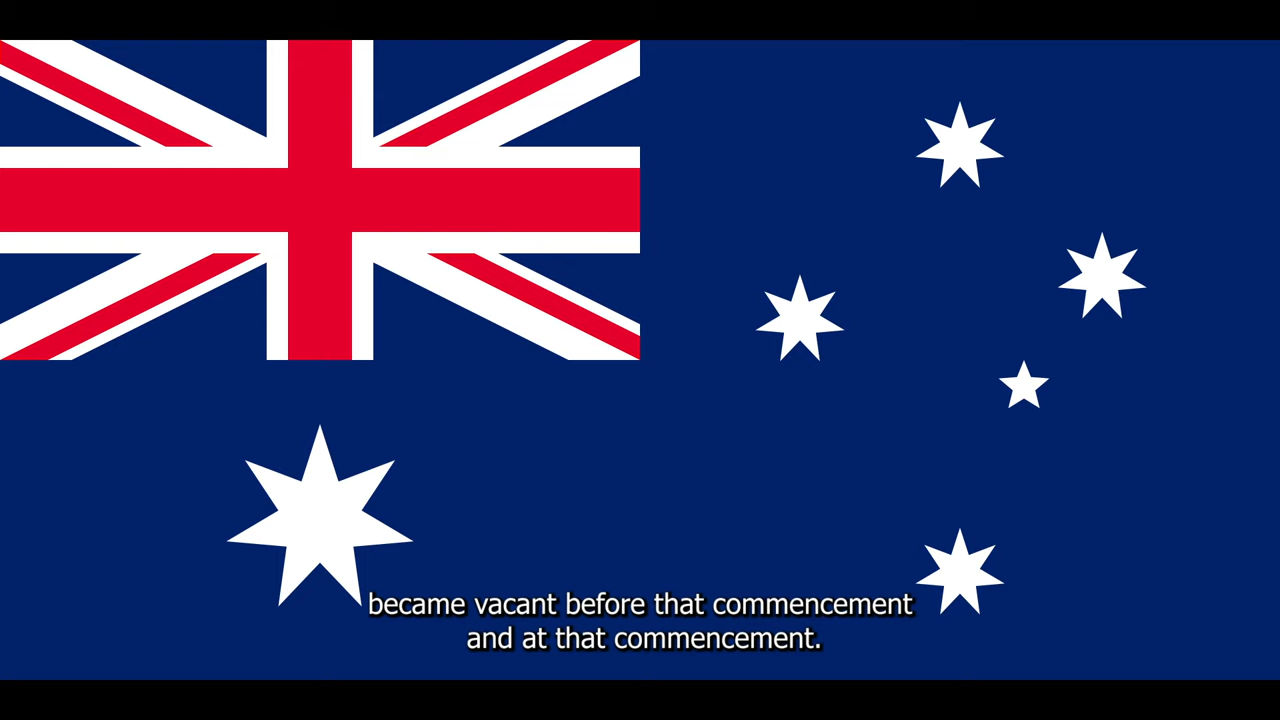 became vacant before that commencement
and at that commencement.